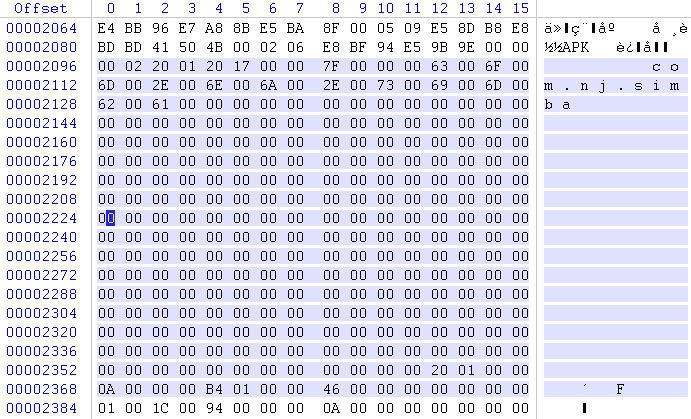 Offset 0 1 2 3 4 5 6 7 8 9 10 11 12 13 14 15
00002064 E4 BB 96 E7 A8 8B E5 BA 8F 00 05 09 E5 8D B8 E8 ä»▌ç¨▌åº å ¸è
00002080 BD BD 41 50 4B 00 02 06 E8 BF 94 E5 9B 9E 00 00 ½½APK è¿▌å▌▌
00002096 00 02 20 01 20 17 00 00 7F 00 00 00 63 00 6F 00 c o
00002112 6D 00 2E 00 6E 00 6A 00 2E 00 73 00 69 00 6D 00 m . n j . s i m
00002128 62 00 61 00 00 00 00 00 00 00 00 00 00 00 00 00 b a
00002144 00 00 00 00 00 00 00 00 00 00 00 00 00 00 00 00
00002160 00 00 00 00 00 00 00 00 00 00 00 00 00 00 00 00
00002176 00 00 00 00 00 00 00 00 00 00 00 00 00 00 00 00
00002192 00 00 00 00 00 00 00 00 00 00 00 00 00 00 00 00
00002208 00 00 00 00 00 00 00 00 00 00 00 00 00 00 00 00
00002224 00 00 00 00 00 00 00 00 00 00 00 00 00 00 00 00
00002240 00 00 00 00 00 00 00 00 00 00 00 00 00 00 00 00
00002256 00 00 00 00 00 00 00 00 00 00 00 00 00 00 00 00
00002272 00 00 00 00 00 00 00 00 00 00 00 00 00 00 00 00
00002288 00 00 00 00 00 00 00 00 00 00 00 00 00 00 00 00
00002304 00 00 00 00 00 00 00 00 00 00 00 00 00 00 00 00
00002320 00 00 00 00 00 00 00 00 00 00 00 00 00 00 00 00
00002336 00 00 00 00 00 00 00 00 00 00 00 00 00 00 00 00
00002352 00 00 00 00 00 00 00 00 00 00 00 00 20 01 00 00
00002368 0A 00 00 00 B4 01 00 00 46 00 00 00 00 00 00 00 ´ F
00002384 01 00 1C 00 94 00 00 00 0A 00 00 00 00 00 00 00 ▌